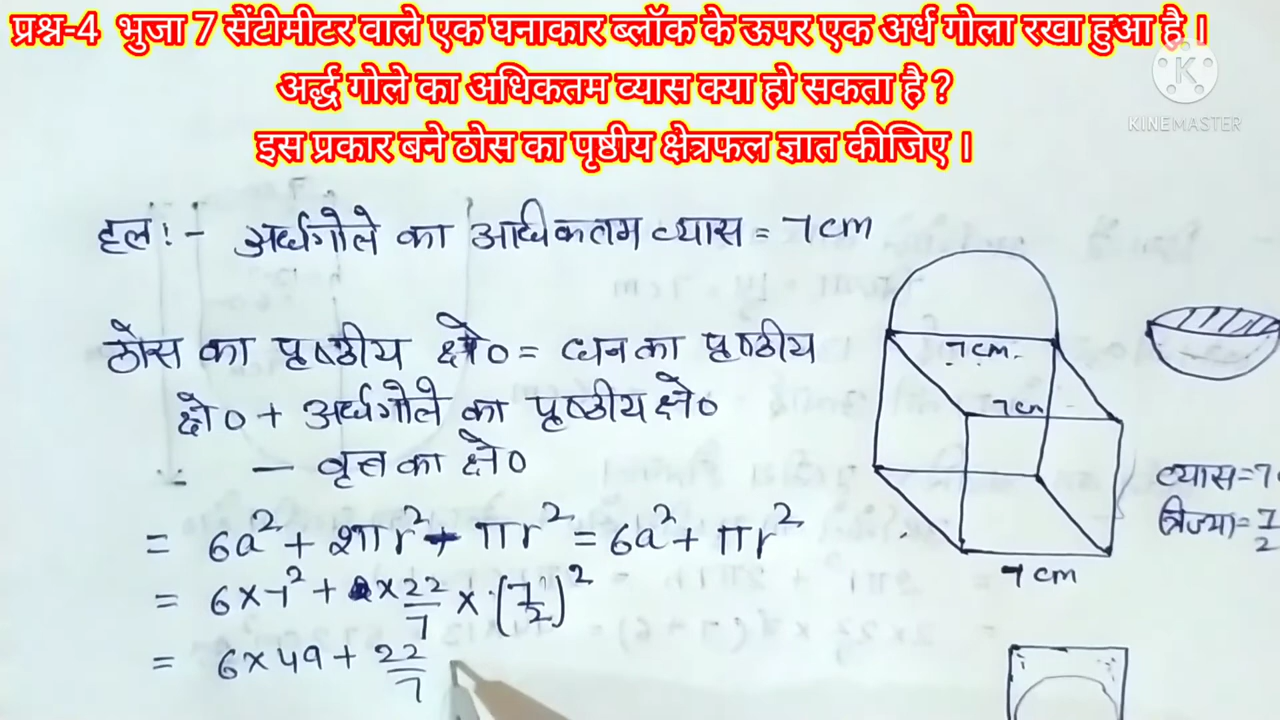 प्रश्न-4 भुजा 7 सेंटीमीटर वाले एक घनाकार ब्लॉक के ऊपर एक अर्ध गोला रखा हुआ है ।
अर्द्ध गोले का अधिकतम व्यास क्या हो सकता है ?
इस प्रकार बने ठोस का पृष्ठीय क्षेत्रफल ज्ञात कीजिए ।
K
KINEMASTER
हल :- अर्धगोले का अधिकतम व्यास = 7cm
ठोस का पृष्ठीय क्षे० = घन का पृष्ठीय
क्षे० + अर्धगोले का पृष्ठीय क्षे०
- वृत्त का क्षे०
= 6a² + 2πr² - πr² = 6a² + πr²
= 6×7² + × 22/7 × (7/2)²
= 6×49 + 22/7
7cm.
7cm
व्यास=7
त्रिज्या=7/2
7 cm